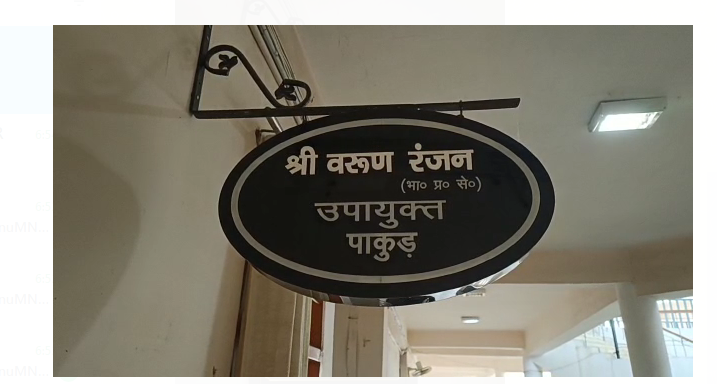 श्री वरूण रंजन
(भा० प्र० से०)
उपायुक्त
पाकुड़